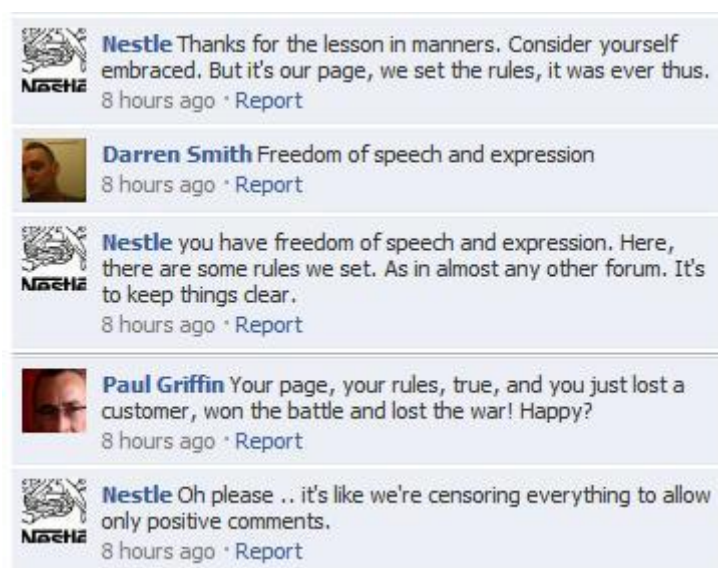 Nestle Thanks for the lesson in manners. Consider yourself
embraced. But it's our page, we set the rules, it was ever thus.
8 hours ago · Report
Nestlé
Darren Smith Freedom of speech and expression
8 hours ago · Report
Nestle you have freedom of speech and expression. Here,
there are some rules we set. As in almost any other forum. It's
to keep things clear.
8 hours ago · Report
Nestlé
Paul Griffin Your page, your rules, true, and you just lost a
customer, won the battle and lost the war! Happy?
8 hours ago · Report
Nestle Oh please .. it's like we're censoring everything to allow
only positive comments.
8 hours ago · Report
Nestlé